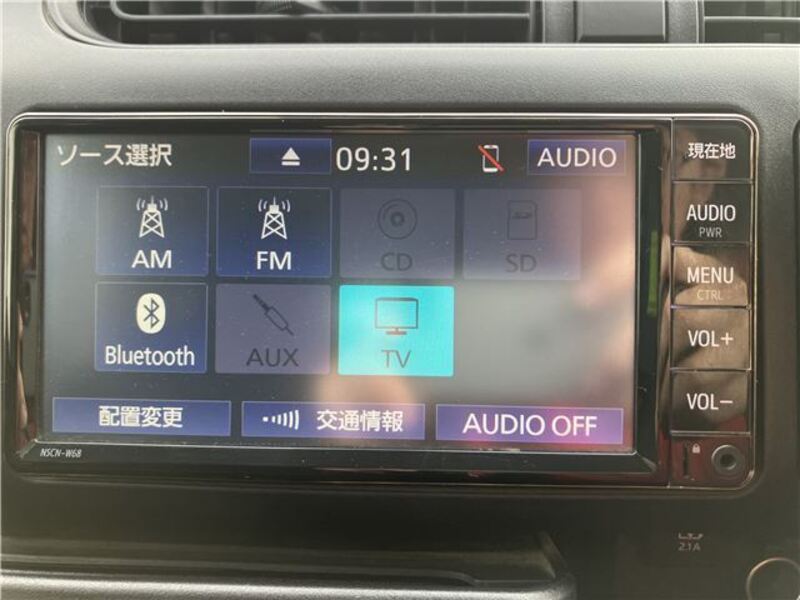 ソース選択
09:31
AUDIO
現在地
AM
FM
CD
SD
AUDIO
PWR
MENU
CTRL
Bluetooth
AUX
TV
VOL+
VOL-
配置変更
交通情報
AUDIO OFF
NSCN-W68
2.1A